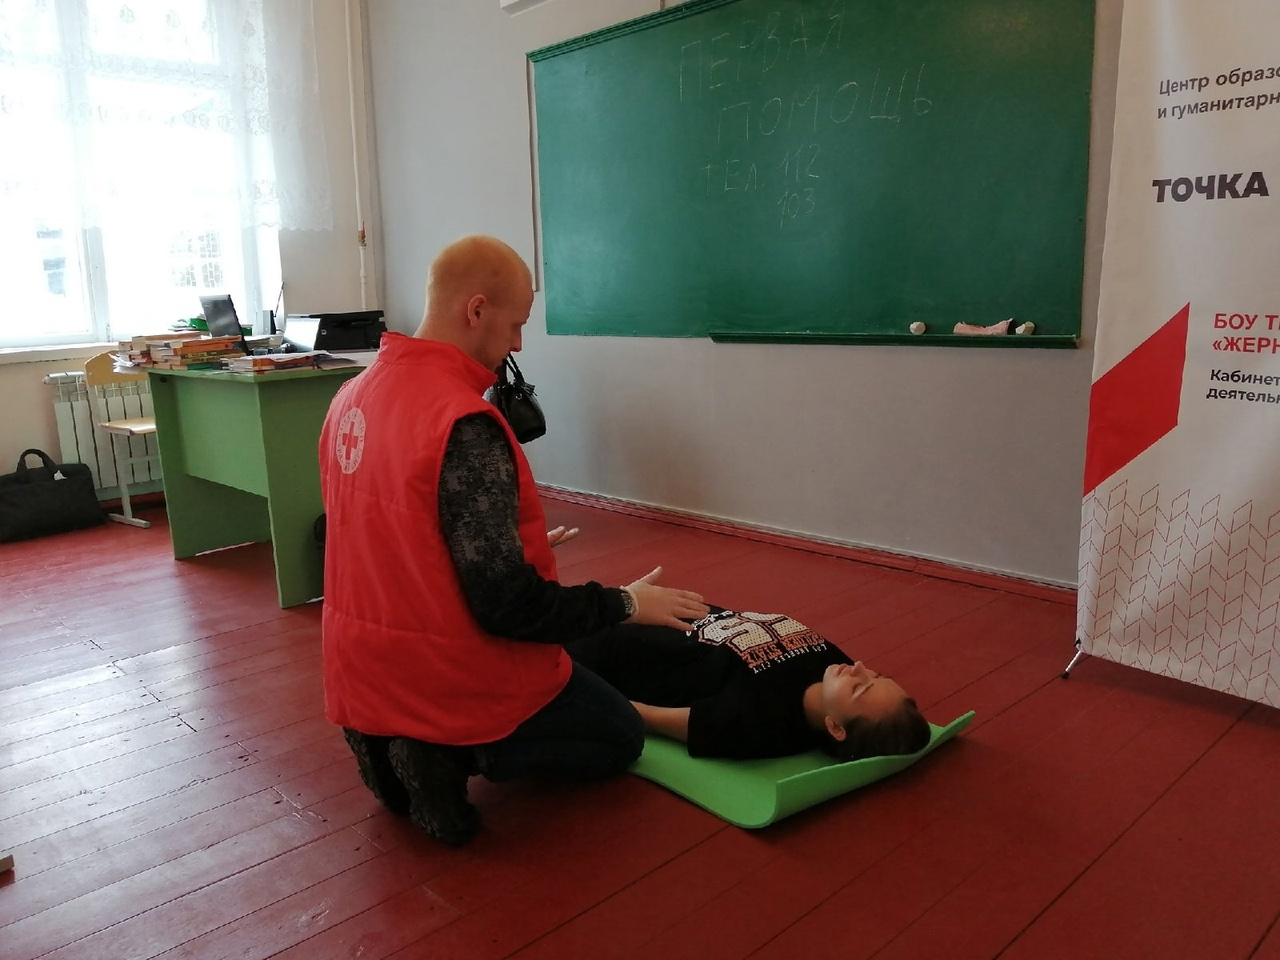 ПЕРВАЯ
ПОМОЩЬ
ТЕЛ. 112
103
Центр образо
и гуманитарн
ТОЧКА
БОУ Т
«ЖЕРН
Кабинет
деятельн